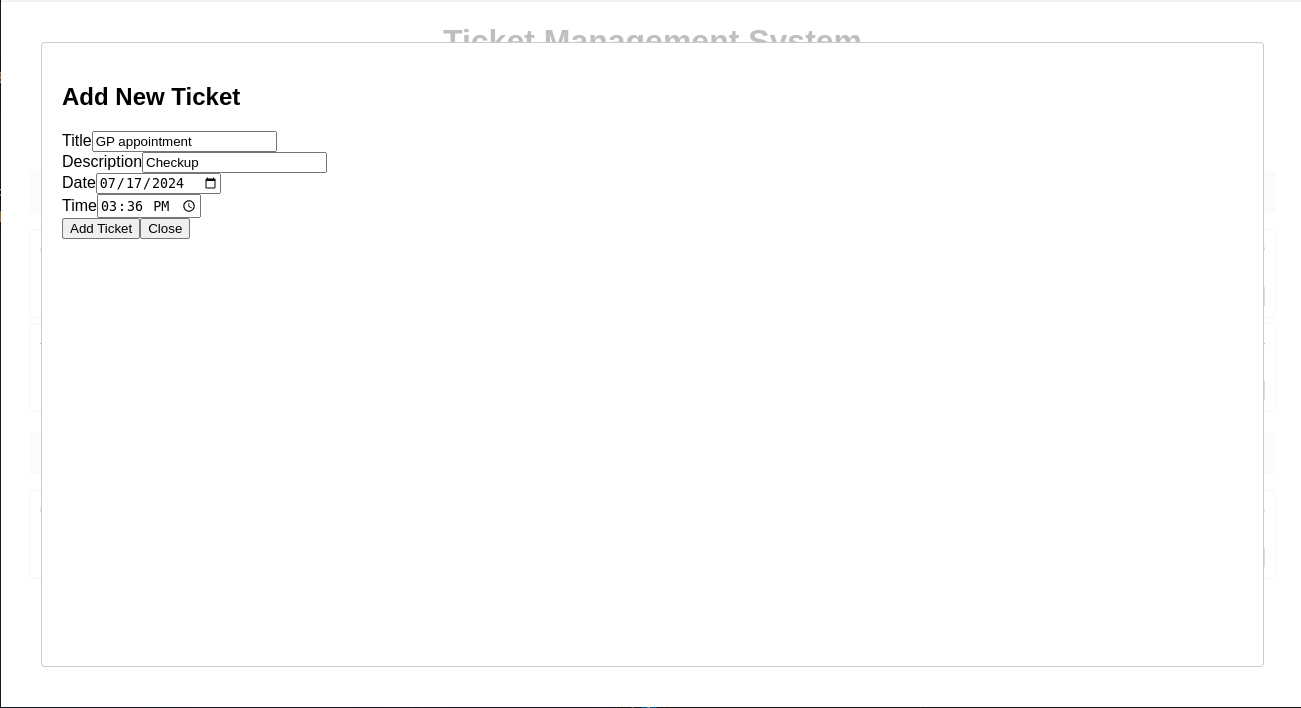 Ticket Management System
Add New Ticket
Title GP appointment
Description Checkup
Date 07/17/2024
Time 03:36 PM
Add Ticket Close